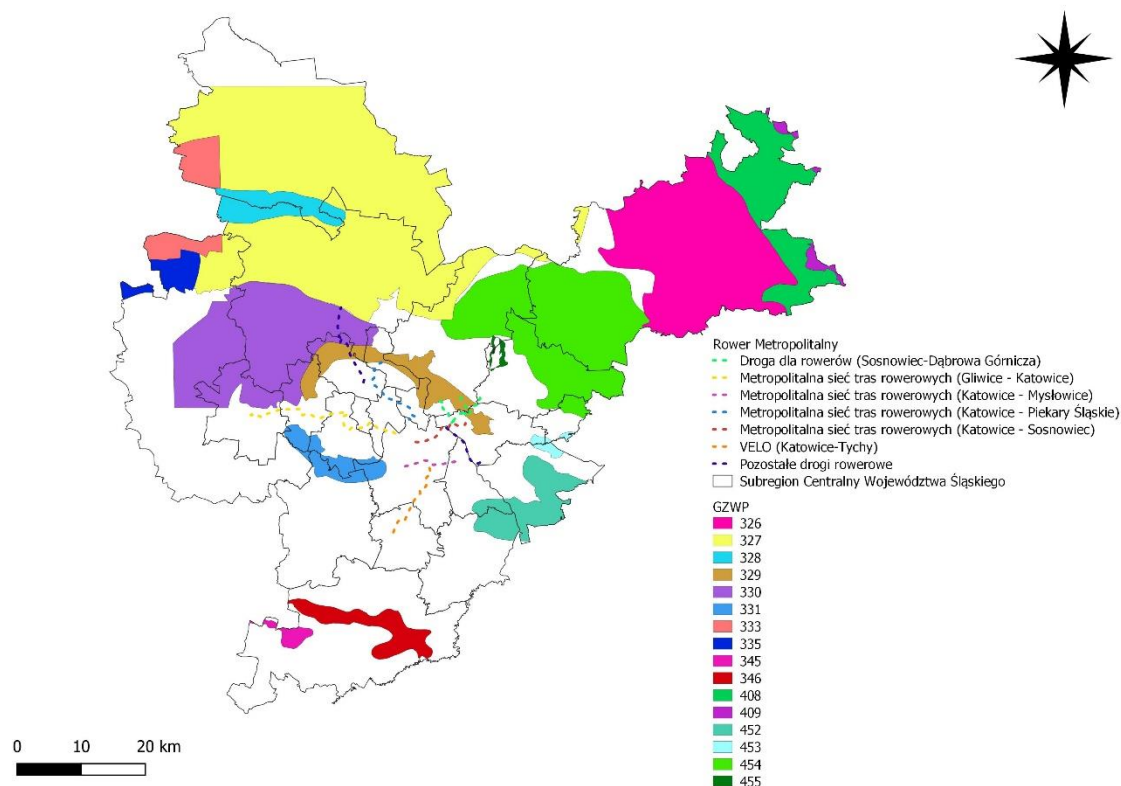 Rower Metropolitalny
Droga dla rowerów (Sosnowiec-Dąbrowa Górnicza)
Metropolitalna sieć tras rowerowych (Gliwice - Katowice)
Metropolitalna sieć tras rowerowych (Katowice - Mysłowice)
Metropolitalna sieć tras rowerowych (Katowice - Piekary Śląskie)
Metropolitalna sieć tras rowerowych (Katowice - Sosnowiec)
VELO (Katowice-Tychy)
Pozostałe drogi rowerowe
Subregion Centralny Województwa Śląskiego
GZWP
326
327
328
329
330
331
333
335
345
346
408
409
452
453
454
455
0 10 20 km